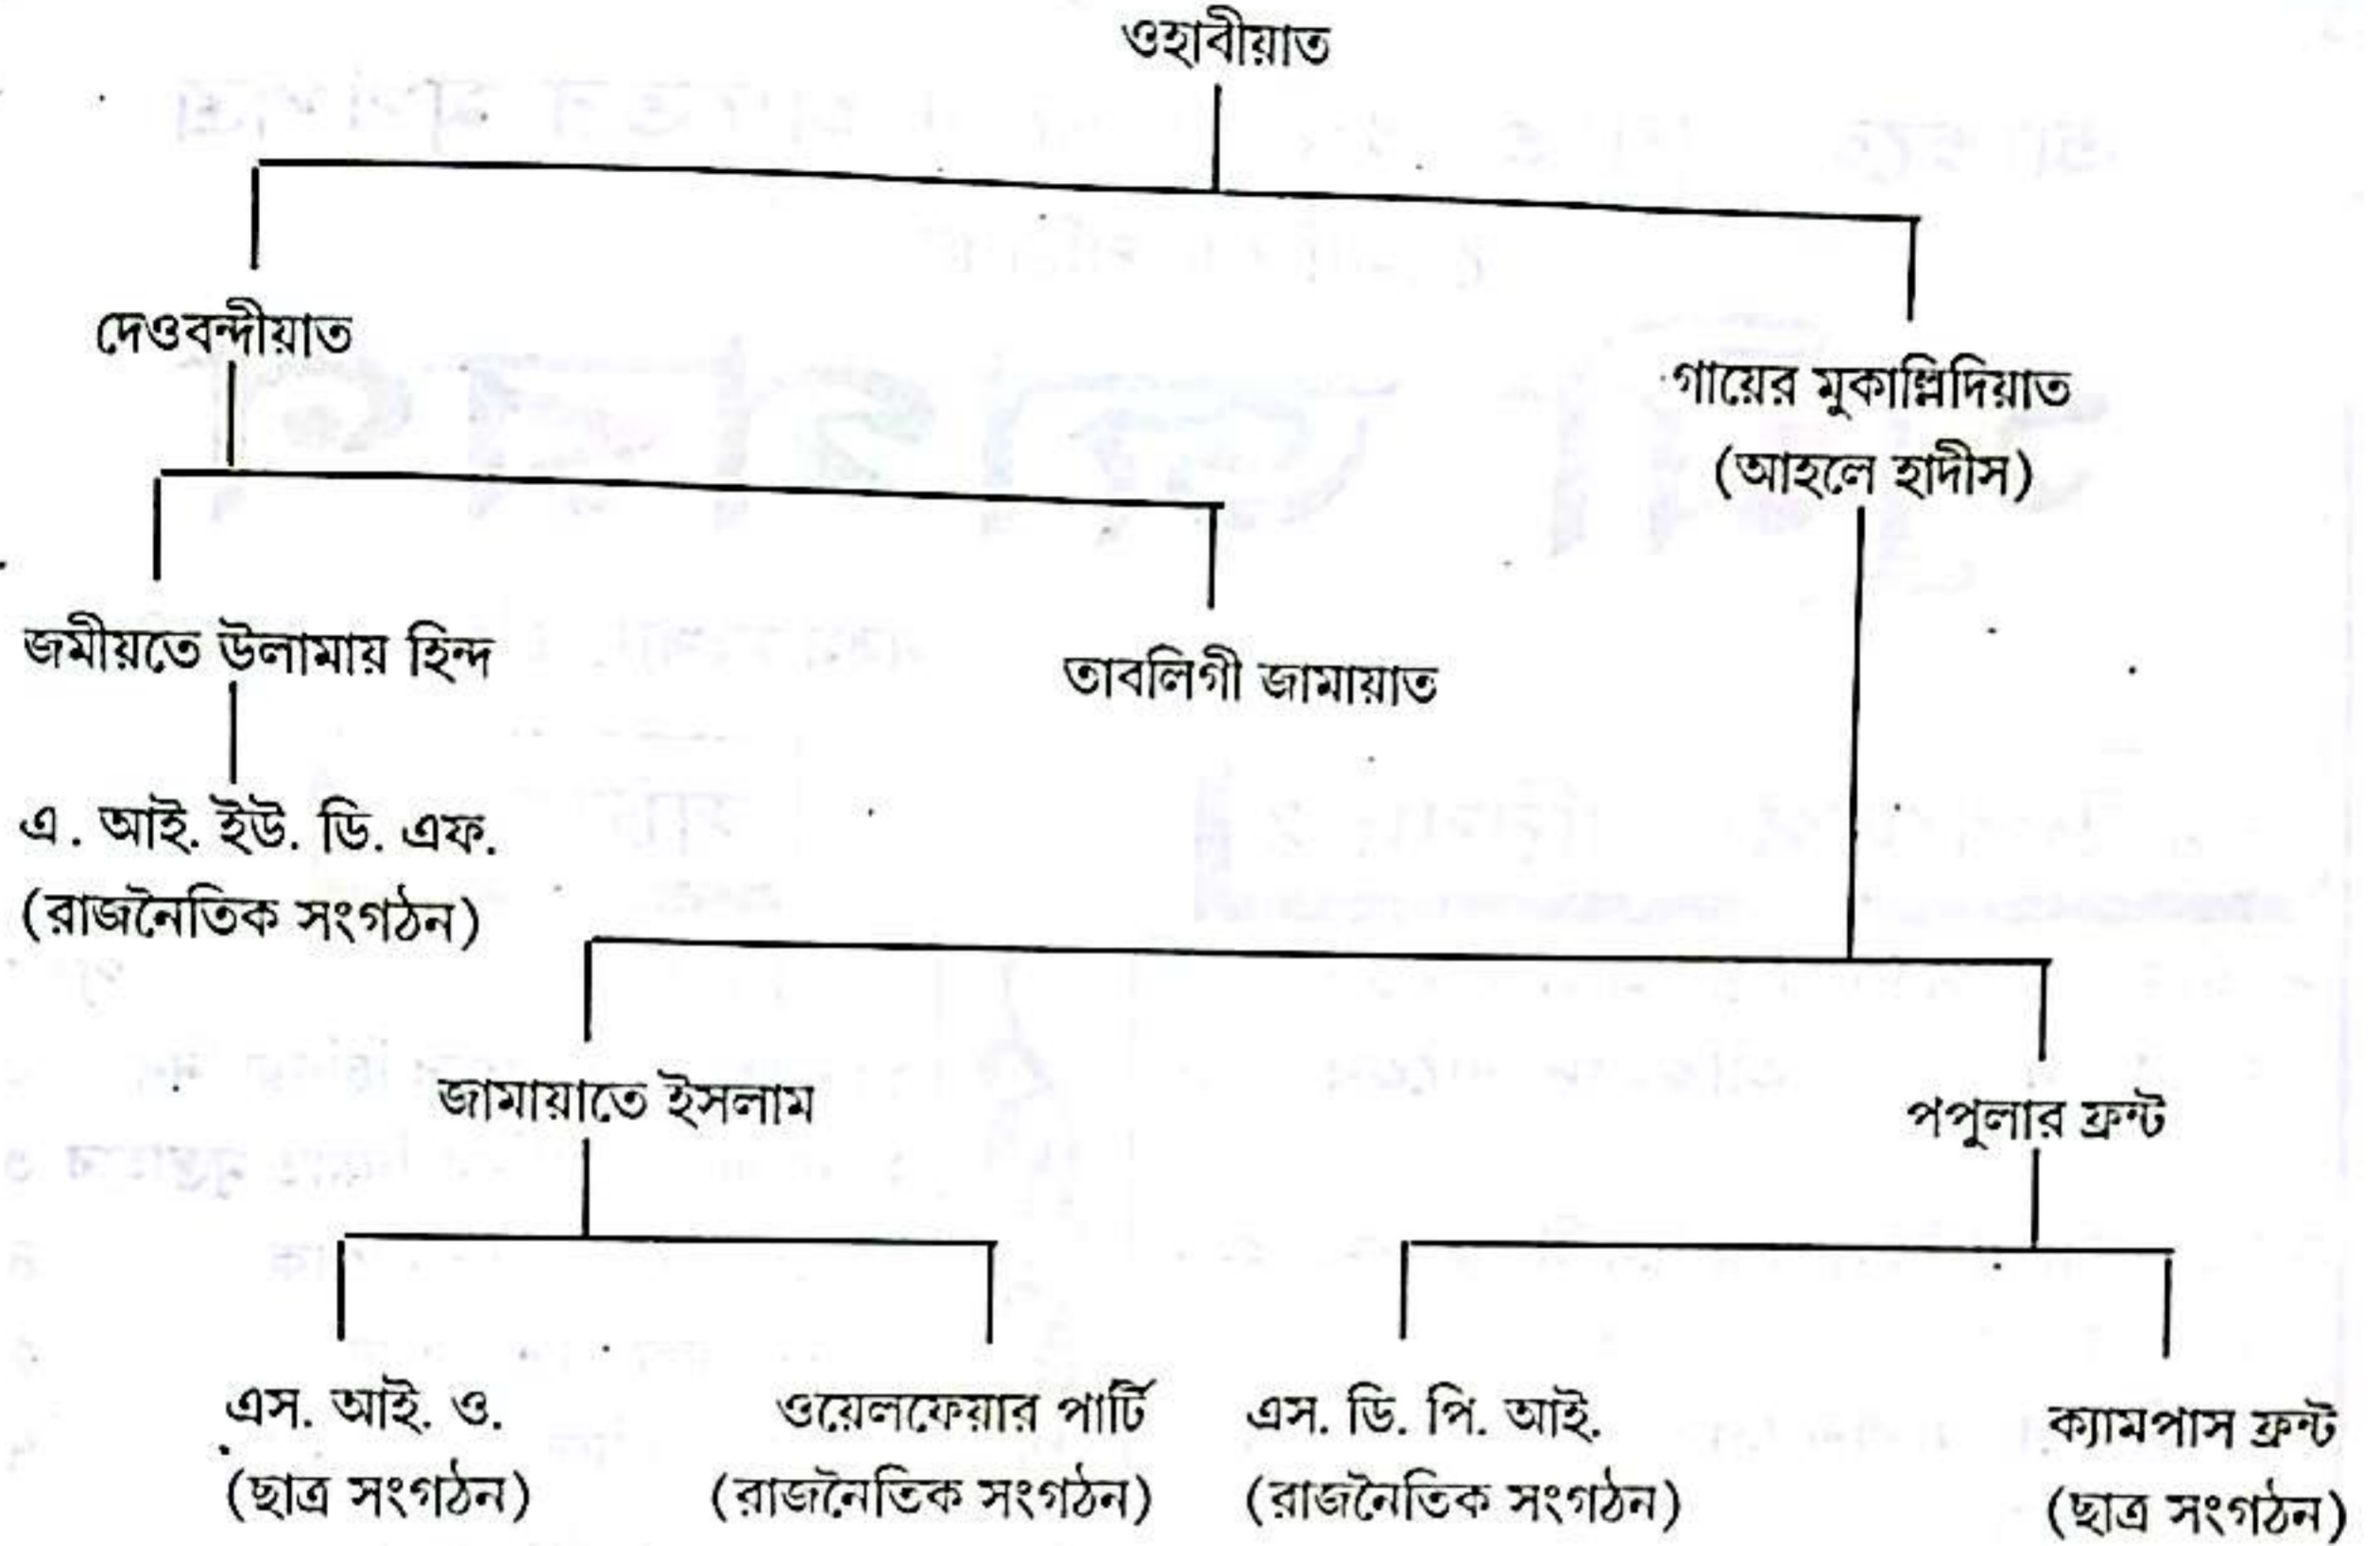 ওহাবীয়াত
দেওবন্দীয়াত
গায়ের মুকাল্লিদিয়াত
(আহলে হাদীস)
জমীয়তে উলামায় হিন্দ
তাবলিগী জামায়াত
এ. আই. ইউ. ডি. এফ.
(রাজনৈতিক সংগঠন)
জামায়াতে ইসলাম
পপুলার ফ্রন্ট
এস. আই. ও.
(ছাত্র সংগঠন)
ওয়েলফেয়ার পার্টি
(রাজনৈতিক সংগঠন)
এস. ডি. পি. আই.
(রাজনৈতিক সংগঠন)
ক্যামপাস ফ্রন্ট
(ছাত্র সংগঠন)